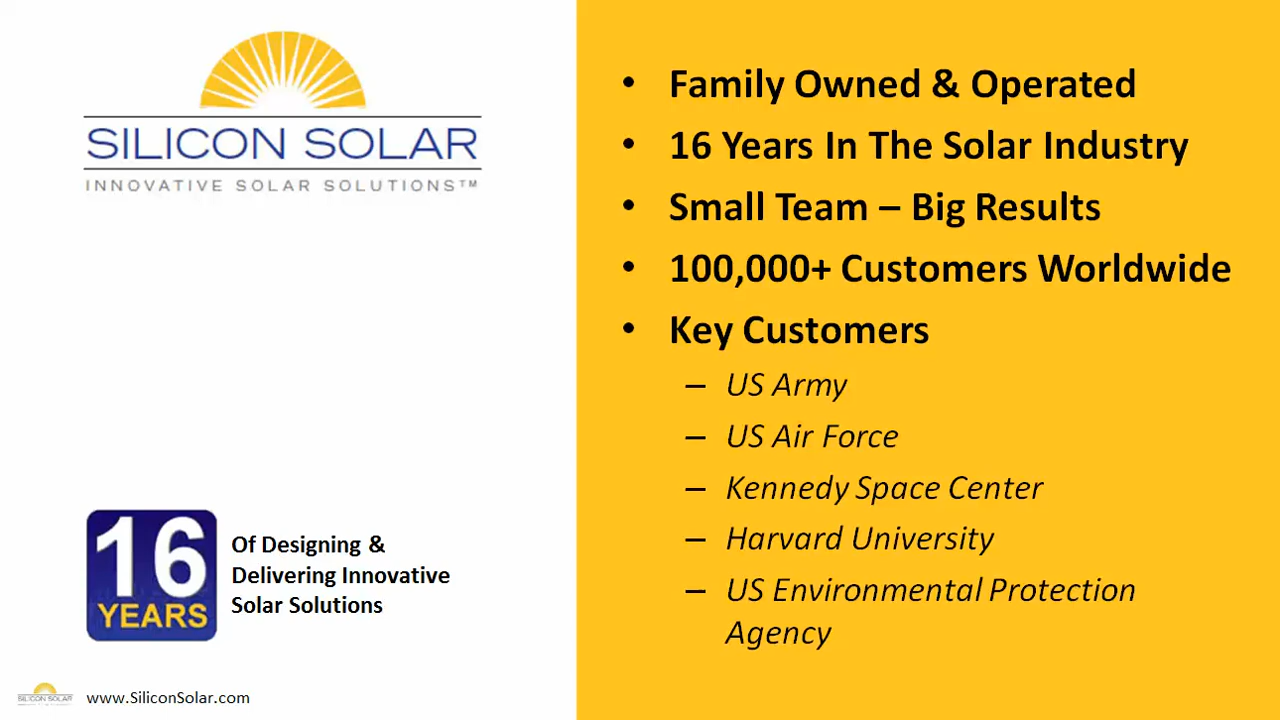 SILICON SOLAR
INNOVATIVE SOLAR SOLUTIONS™
16
YEARS
Of Designing &
Delivering Innovative
Solar Solutions
SILICON SOLAR
www.SiliconSolar.com
• Family Owned & Operated
• 16 Years In The Solar Industry
• Small Team – Big Results
• 100,000+ Customers Worldwide
• Key Customers
– US Army
– US Air Force
– Kennedy Space Center
– Harvard University
– US Environmental Protection
Agency